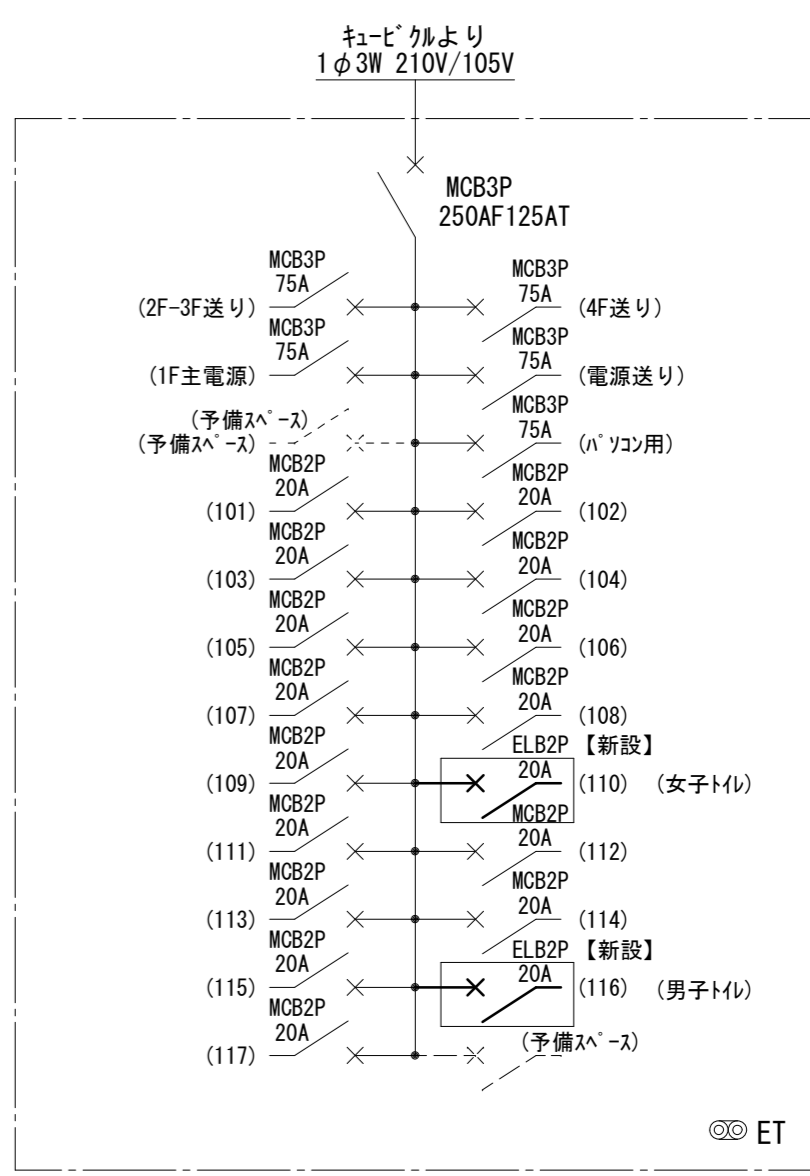 ｷｭｰﾋﾞｸﾙより
1φ3W 210V/105V
MCB3P
250AF125AT
MCB3P
75A
(2F-3F送り)
MCB3P
75A
(4F送り)
MCB3P
75A
(1F主電源)
MCB3P
75A
(電源送り)
(予備ｽﾍﾟｰｽ)
(予備ｽﾍﾟｰｽ)
MCB3P
75A
(ﾊﾟｿｺﾝ用)
MCB2P
20A
(101)
MCB2P
20A
(102)
MCB2P
20A
(103)
MCB2P
20A
(104)
MCB2P
20A
(105)
MCB2P
20A
(106)
MCB2P
20A
(107)
MCB2P
20A
(108)
MCB2P
20A
(109)
ELB2P 【新設】
20A
(110) (女子ﾄｲﾚ)
MCB2P
20A
(111)
MCB2P
20A
(112)
MCB2P
20A
(113)
MCB2P
20A
(114)
MCB2P
20A
(115)
ELB2P 【新設】
20A
(116) (男子ﾄｲﾚ)
MCB2P
20A
(117)
(予備ｽﾍﾟｰｽ)
ET